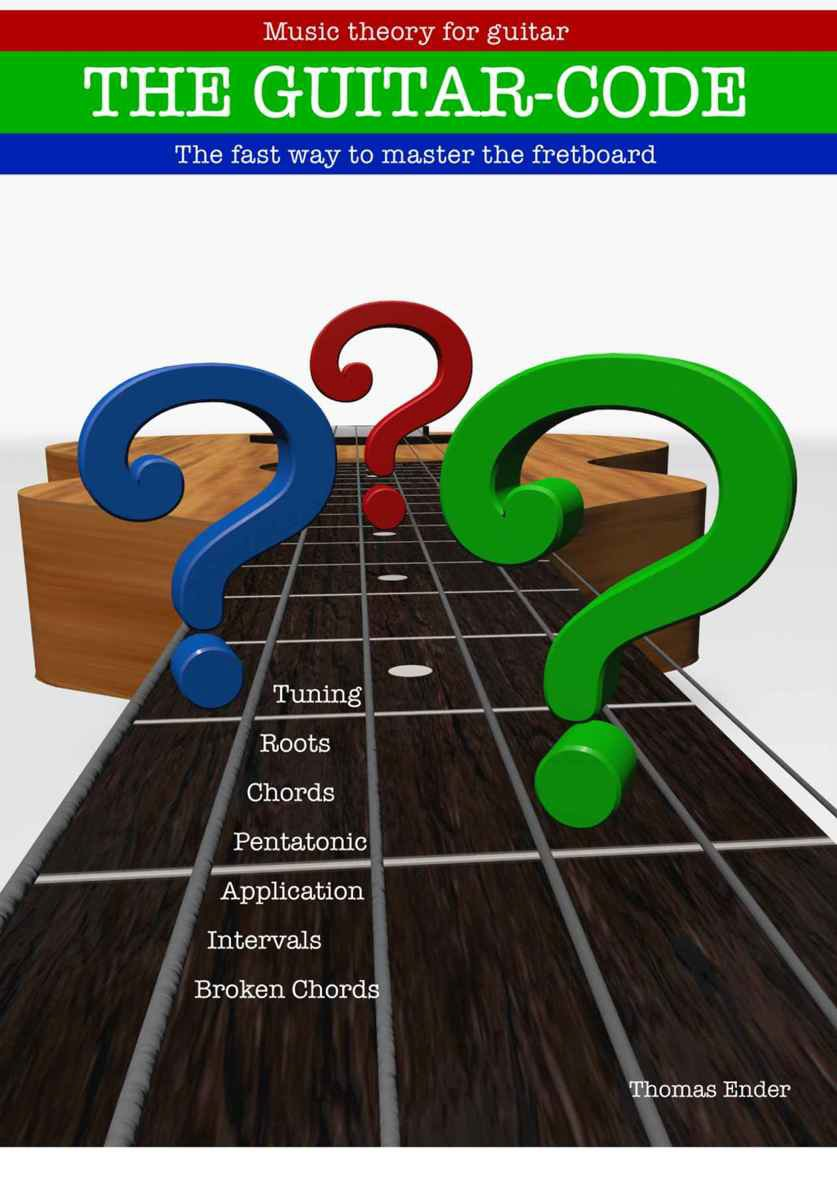 Music theory for guitar
THE GUITAR-CODE
The fast way to master the fretboard
Tuning
Roots
Chords
Pentatonic
Application
Intervals
Broken Chords
Thomas Ender